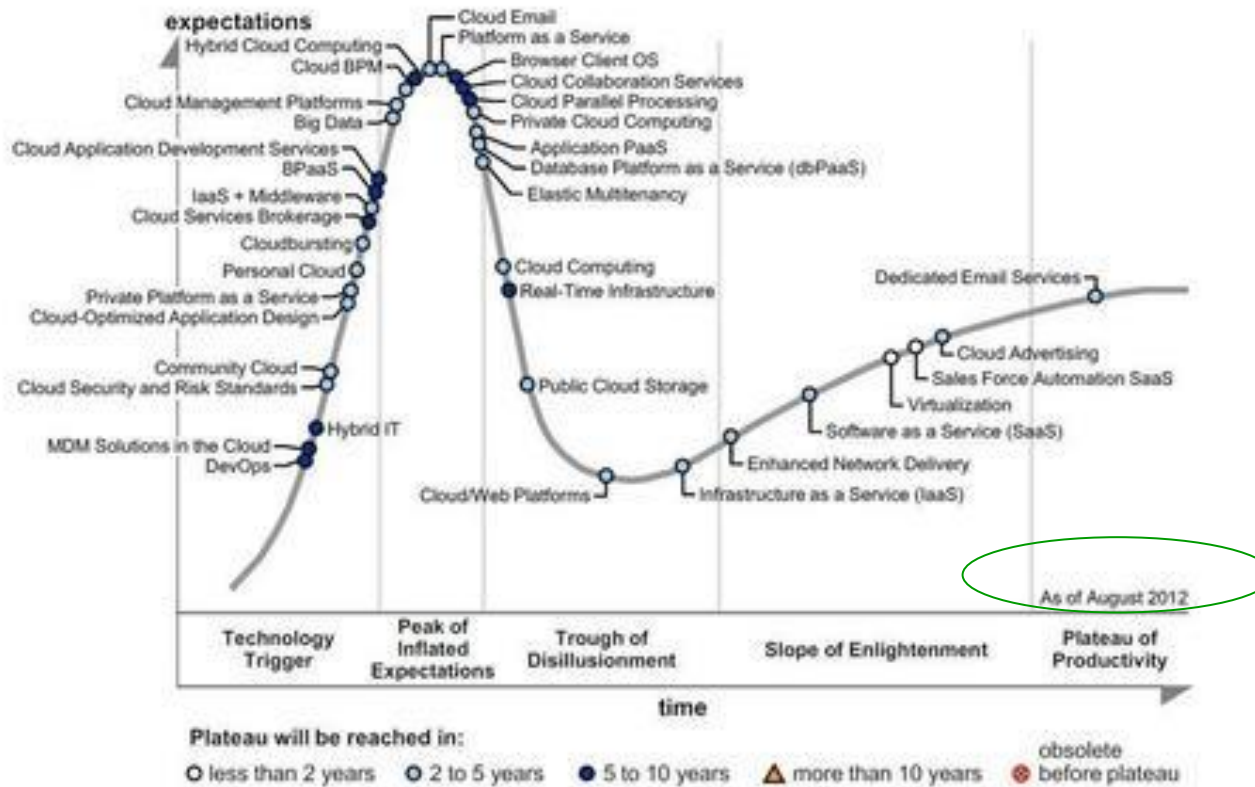 expectations
Cloud Email
Hybrid Cloud Computing
Platform as a Service
Cloud BPM
Browser Client OS
Cloud Collaboration Services
Cloud Management Platforms
Cloud Parallel Processing
Big Data
Private Cloud Computing
Cloud Application Development Services
Application PaaS
BPaaS
Database Platform as a Service (dbPaaS)
IaaS + Middleware
Elastic Multitenancy
Cloud Services Brokerage
Cloudbursting
Personal Cloud
Cloud Computing
Dedicated Email Services
Private Platform as a Service
Real-Time Infrastructure
Cloud-Optimized Application Design
Cloud Advertising
Community Cloud
Sales Force Automation SaaS
Cloud Security and Risk Standards
Public Cloud Storage
Virtualization
Hybrid IT
Software as a Service (SaaS)
MDM Solutions in the Cloud
DevOps
Enhanced Network Delivery
Cloud/Web Platforms
Infrastructure as a Service (IaaS)
As of August 2012
Technology
Trigger
Peak of
Inflated
Expectations
Trough of
Disillusionment
Slope of Enlightenment
Plateau of
Productivity
time
Plateau will be reached in:
less than 2 years
2 to 5 years
5 to 10 years
more than 10 years
obsolete
before plateau